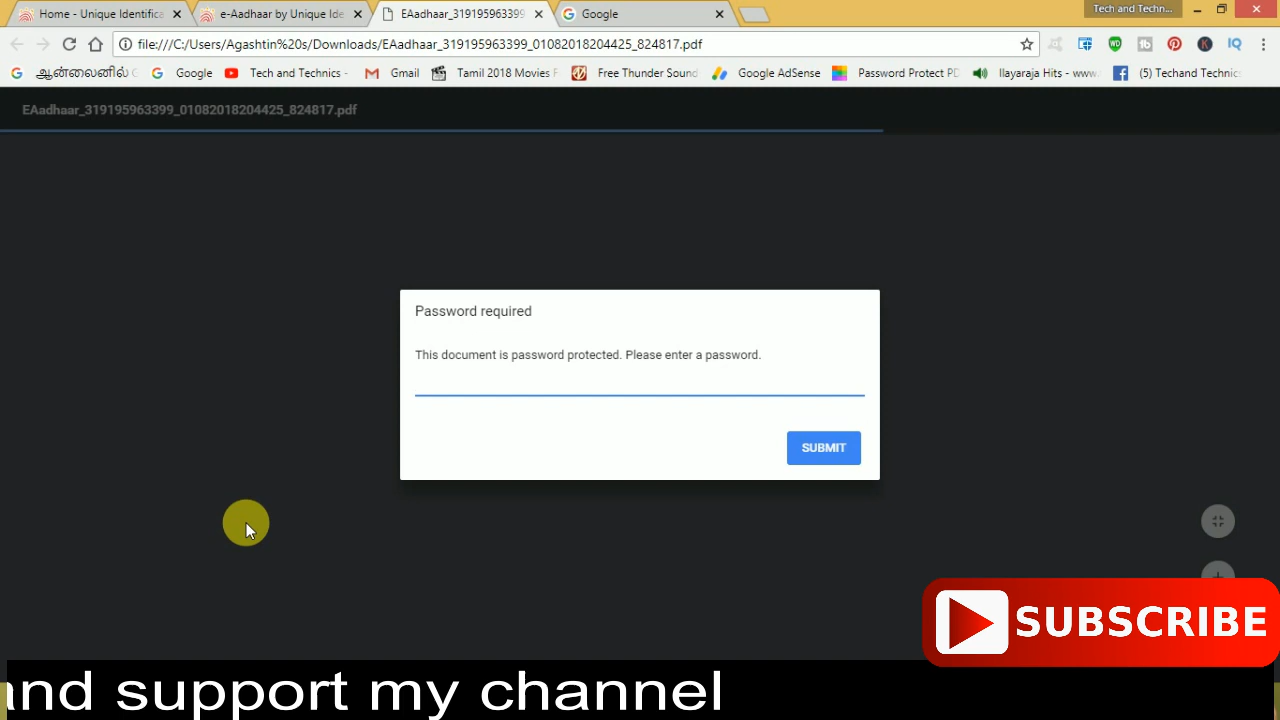 Home - Unique Identifica
e-Aadhaar by Unique Ide
EAadhaar_319195963399
Google
Tech and Techn...
file:///C:/Users/Agashtin%20s/Downloads/EAadhaar_319195963399_01082018204425_824817.pdf
ஆன்லைனில் G
Google
Tech and Technics -
Gmail
Tamil 2018 Movies F
Free Thunder Sound
Google AdSense
Password Protect PD
Ilayaraja Hits - www.
(5) Techand Technics
EAadhaar_319195963399_01082018204425_824817.pdf
Password required
This document is password protected. Please enter a password.
SUBMIT
SUBSCRIBE
and support my channel